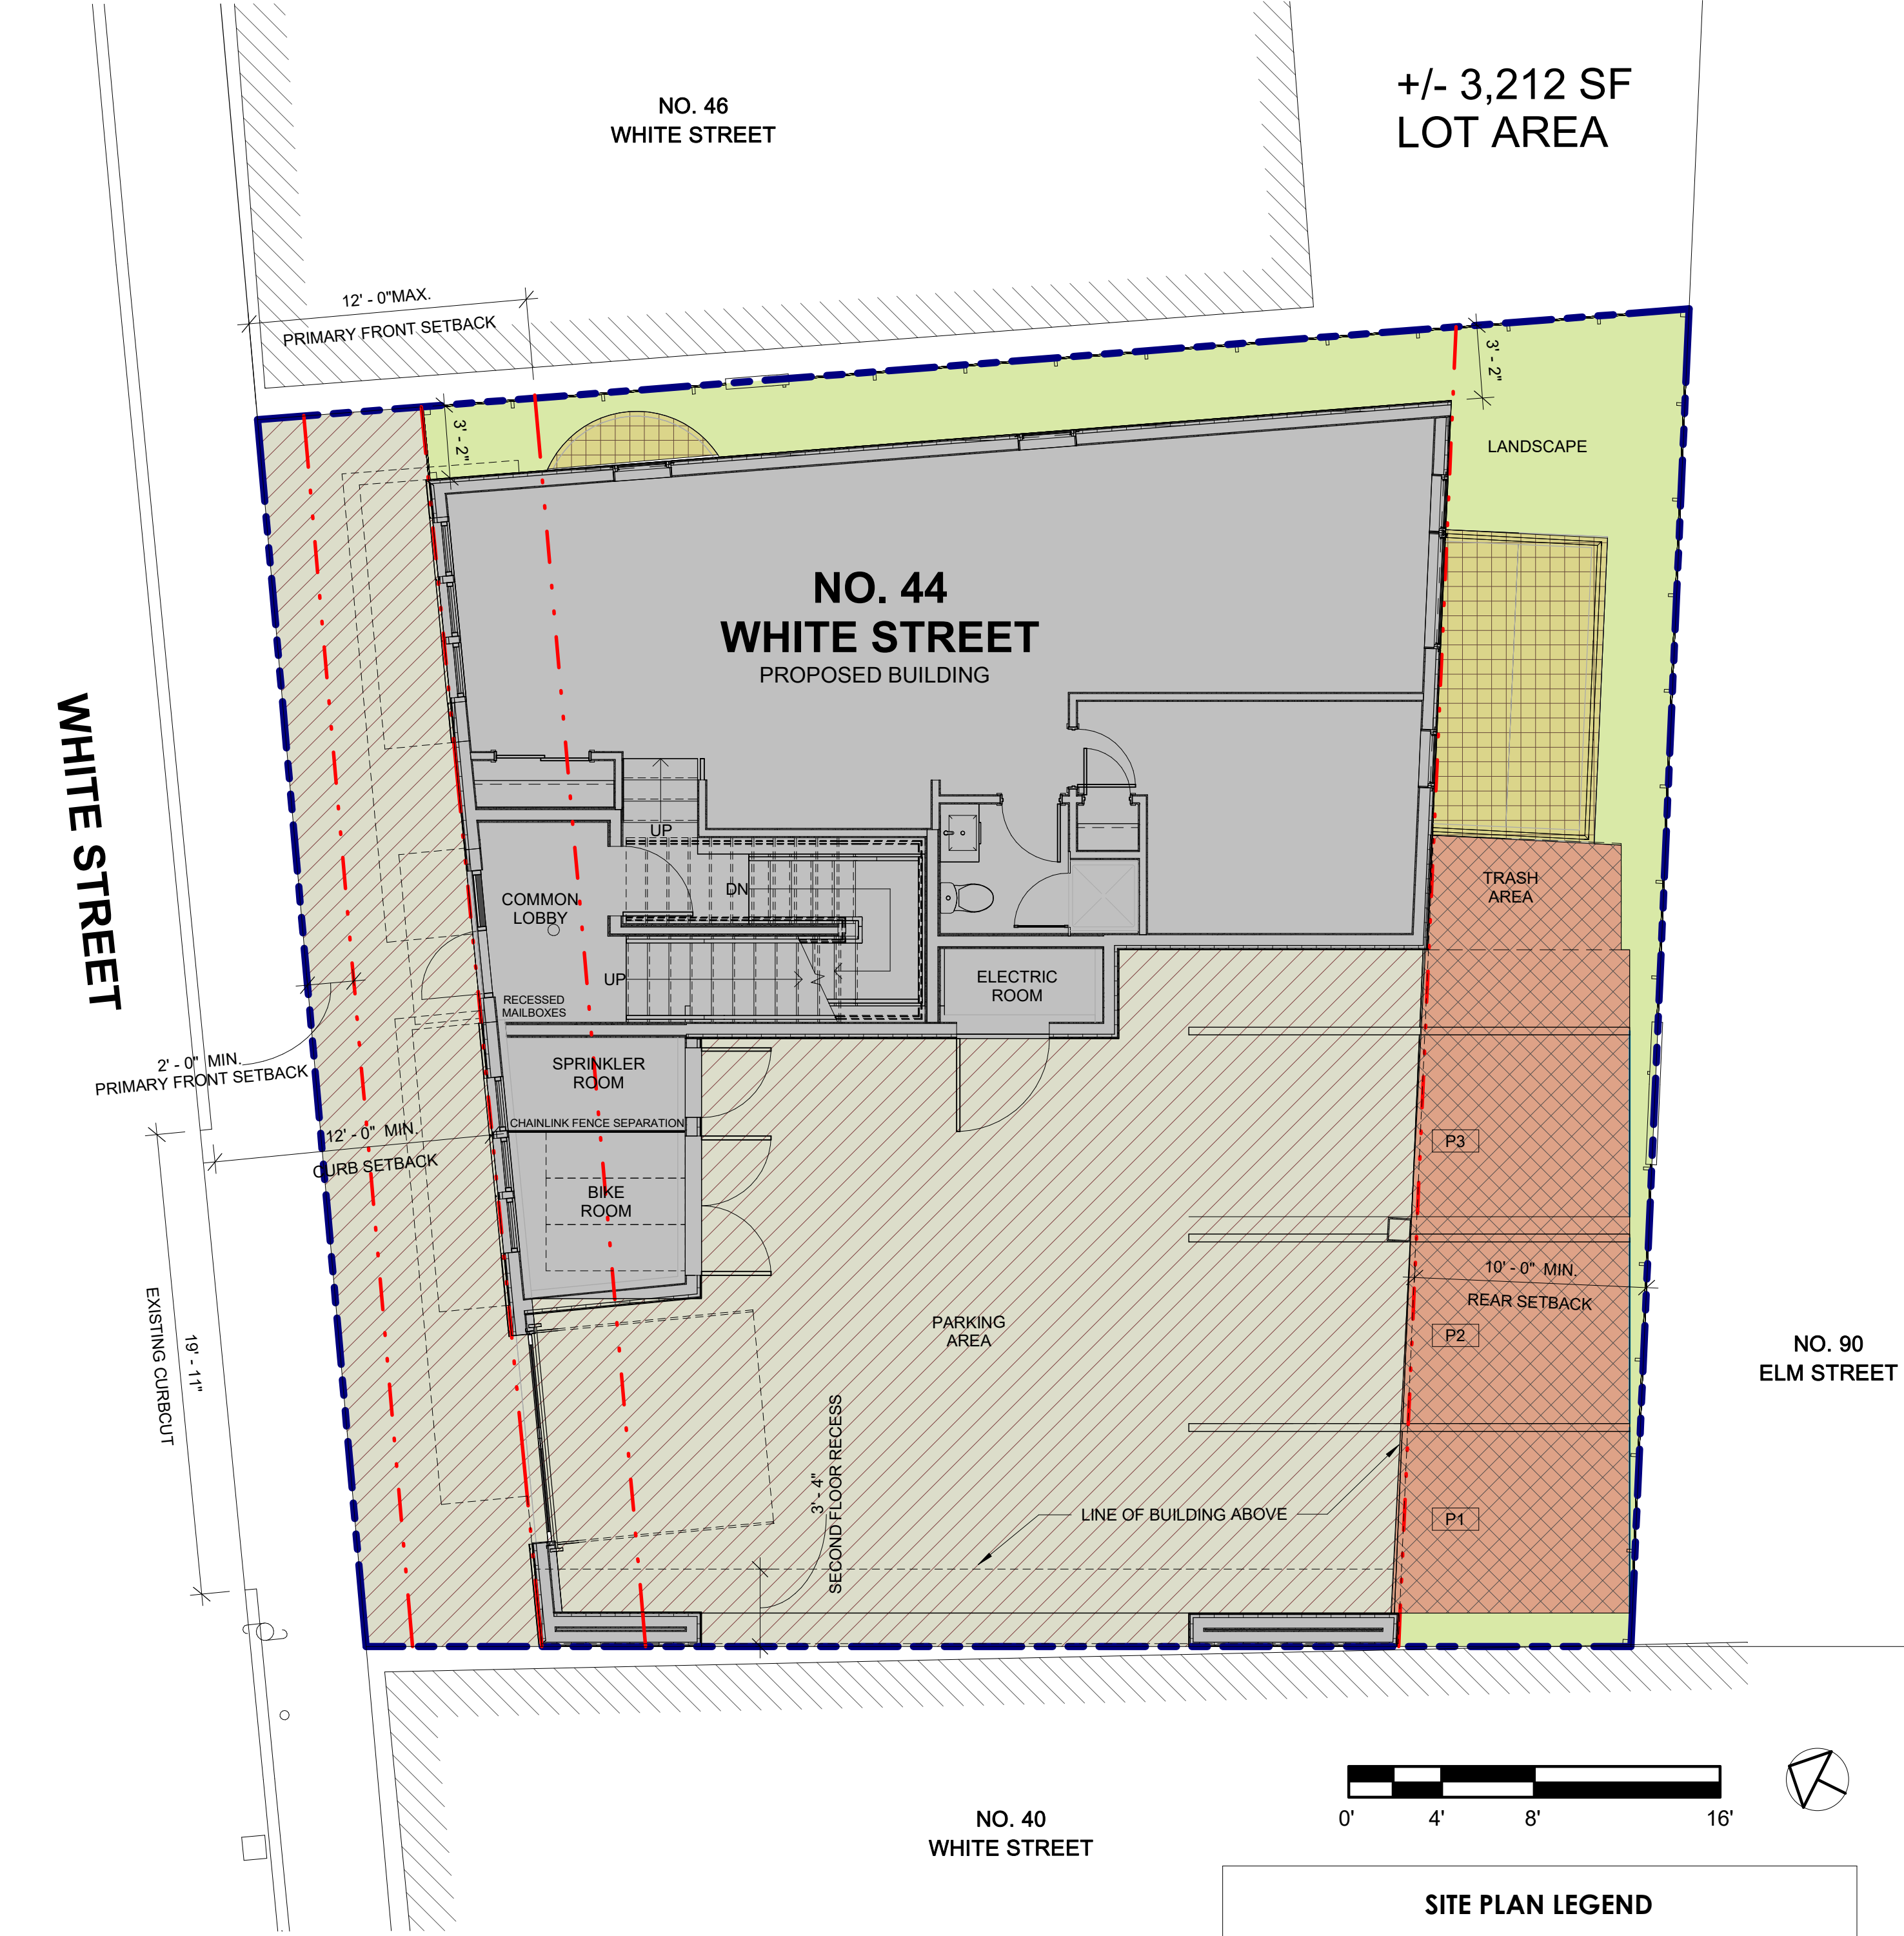 +/- 3,212 SF
LOT AREA
NO. 46
WHITE STREET
12' - 0"MAX.
PRIMARY FRONT SETBACK
3' - 2"
3' - 2"
LANDSCAPE
NO. 44
WHITE STREET
PROPOSED BUILDING
WHITE STREET
UP
DN
COMMON
LOBBY
TRASH
AREA
UP
ELECTRIC
ROOM
RECESSED
MAILBOXES
2' - 0" MIN.
PRIMARY FRONT SETBACK
SPRINKLER
ROOM
CHAINLINK FENCE SEPARATION
12' - 0" MIN.
CURB SETBACK
P3
BIKE
ROOM
10' - 0" MIN.
REAR SETBACK
EXISTING CURBCUT
19' - 11"
PARKING
AREA
P2
NO. 90
ELM STREET
3' - 4"
SECOND FLOOR RECESS
LINE OF BUILDING ABOVE
P1
0' 4' 8' 16'
NO. 40
WHITE STREET
SITE PLAN LEGEND